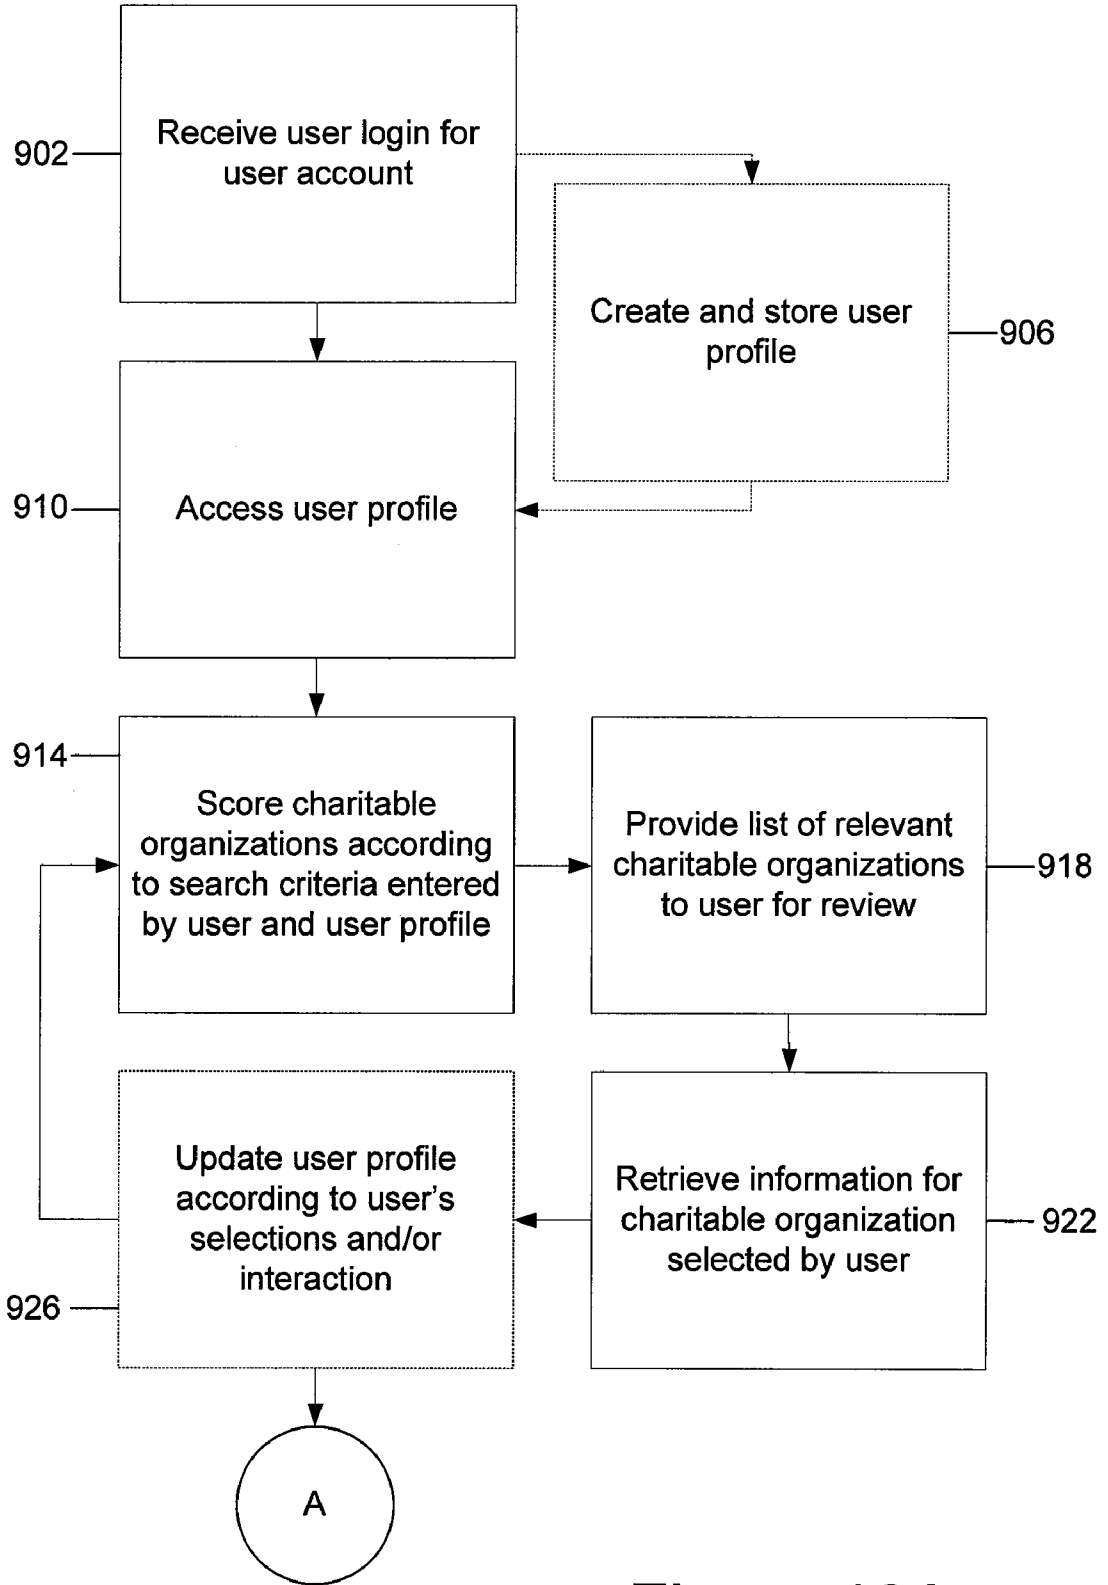 902
Receive user login for
user account
Create and store user
profile
906
910
Access user profile
914
Score charitable
organizations according
to search criteria entered
by user and user profile
Provide list of relevant
charitable organizations
to user for review
918
Update user profile
according to user's
selections and/or
interaction
926
Retrieve information for
charitable organization
selected by user
922
A